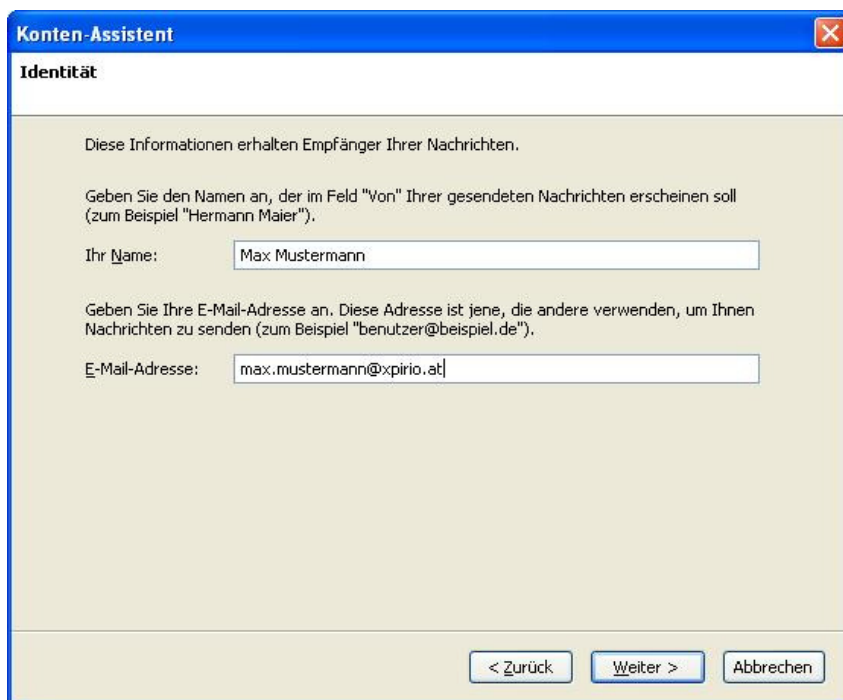 Konten-Assistent
Identität
Diese Informationen erhalten Empfänger Ihrer Nachrichten.
Geben Sie den Namen an, der im Feld "Von" Ihrer gesendeten Nachrichten erscheinen soll
(zum Beispiel "Hermann Maier").
Ihr Name: Max Mustermann
Geben Sie Ihre E-Mail-Adresse an. Diese Adresse ist jene, die andere verwenden, um Ihnen
Nachrichten zu senden (zum Beispiel "benutzer@beispiel.de").
E-Mail-Adresse: max.mustermann@xpirio.at
< Zurück Weiter > Abbrechen